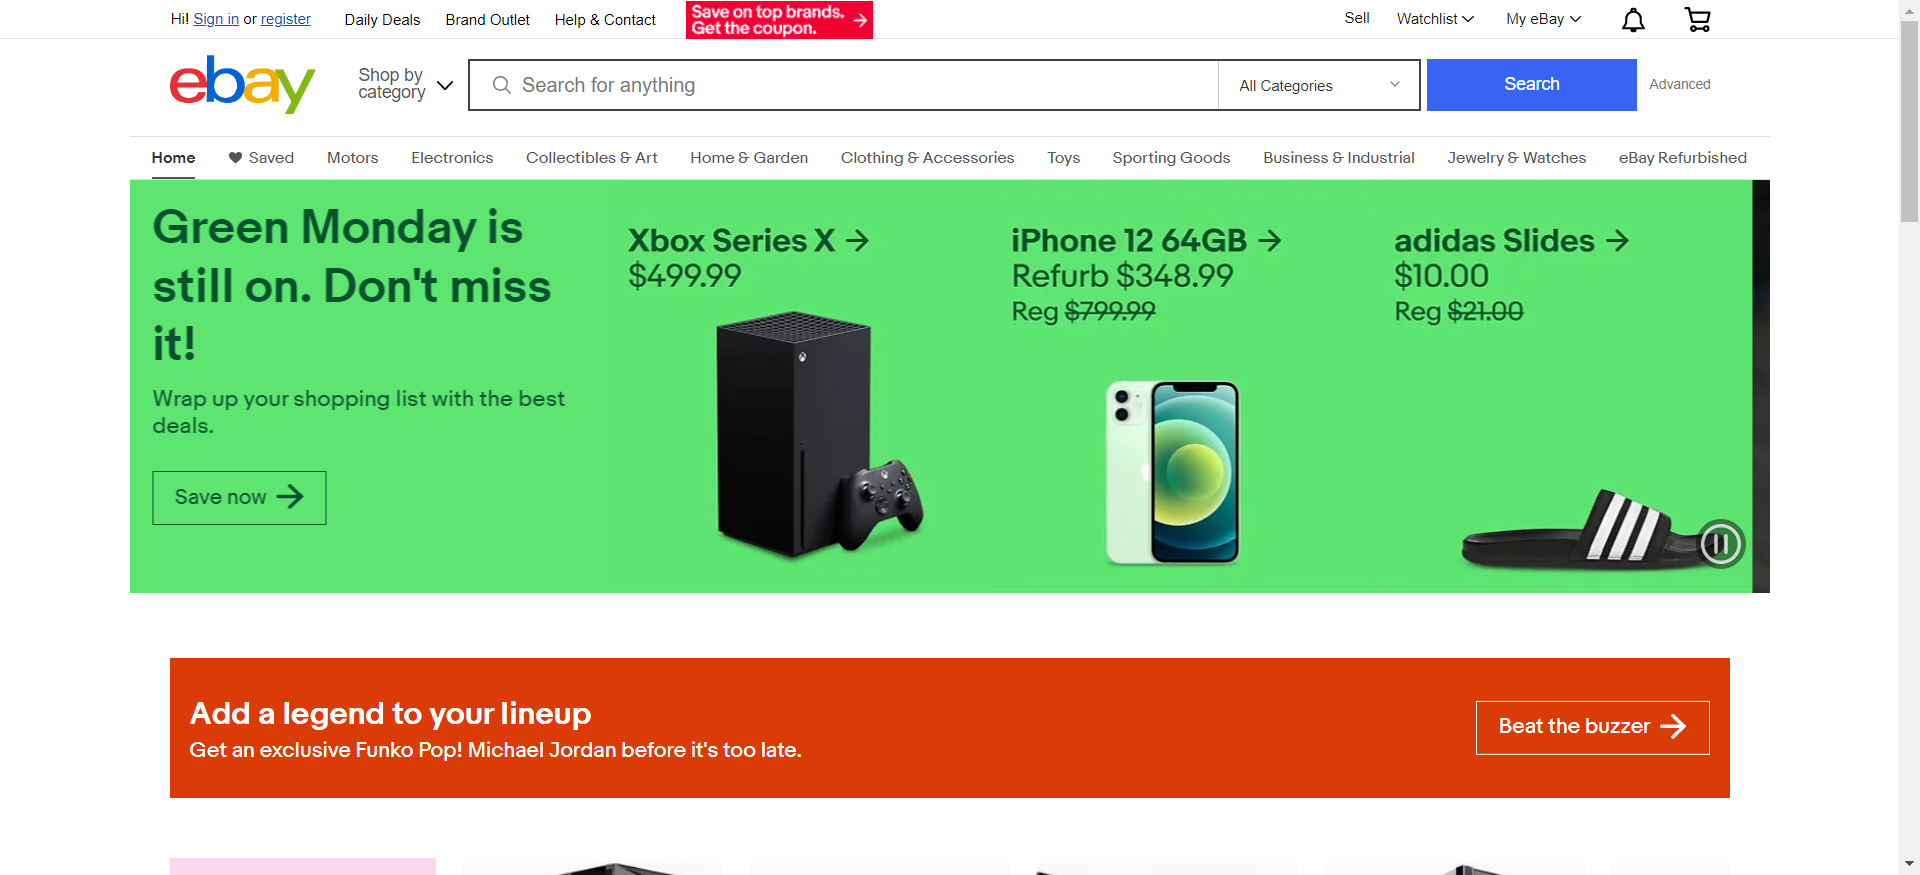 Hi! Sign in or register
Daily Deals
Brand Outlet
Help & Contact
Save on top brands.
Get the coupon.
Sell
Watchlist
My eBay
ebay
Shop by
category
Search for anything
All Categories
Search
Advanced
Home
Saved
Motors
Electronics
Collectibles & Art
Home & Garden
Clothing & Accessories
Toys
Sporting Goods
Business & Industrial
Jewelry & Watches
eBay Refurbished
Green Monday is
still on. Don't miss
it!
Wrap up your shopping list with the best
deals.
Save now
Xbox Series X
$499.99
iPhone 12 64GB
Refurb $348.99
Reg $799.99
adidas Slides
$10.00
Reg $21.00
Add a legend to your lineup
Get an exclusive Funko Pop! Michael Jordan before it's too late.
Beat the buzzer